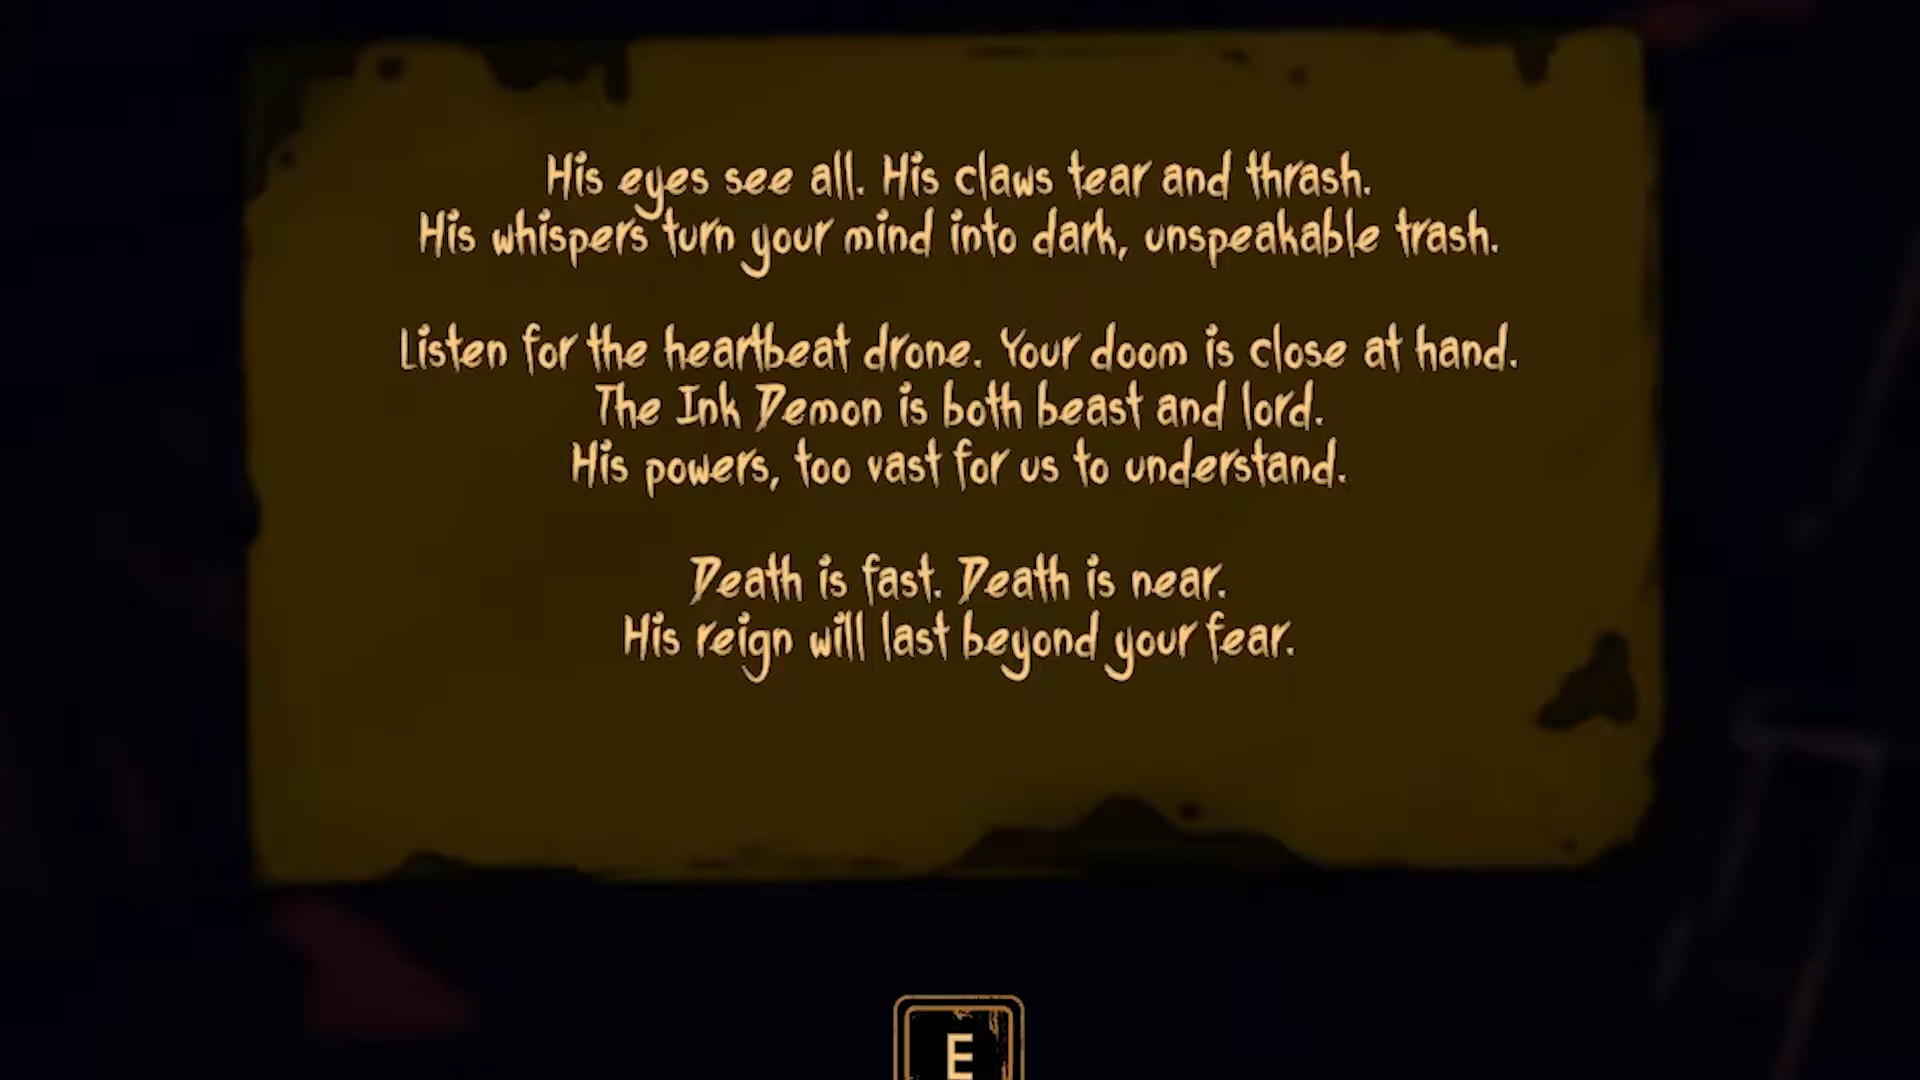 His eyes see all. His claws tear and thrash.
His whispers turn your mind into dark, unspeakable trash.
Listen for the heartbeat drone. Your doom is close at hand.
The Ink Demon is both beast and lord.
His powers, too vast for us to understand.
Death is fast. Death is near.
His reign will last beyond your fear.
E